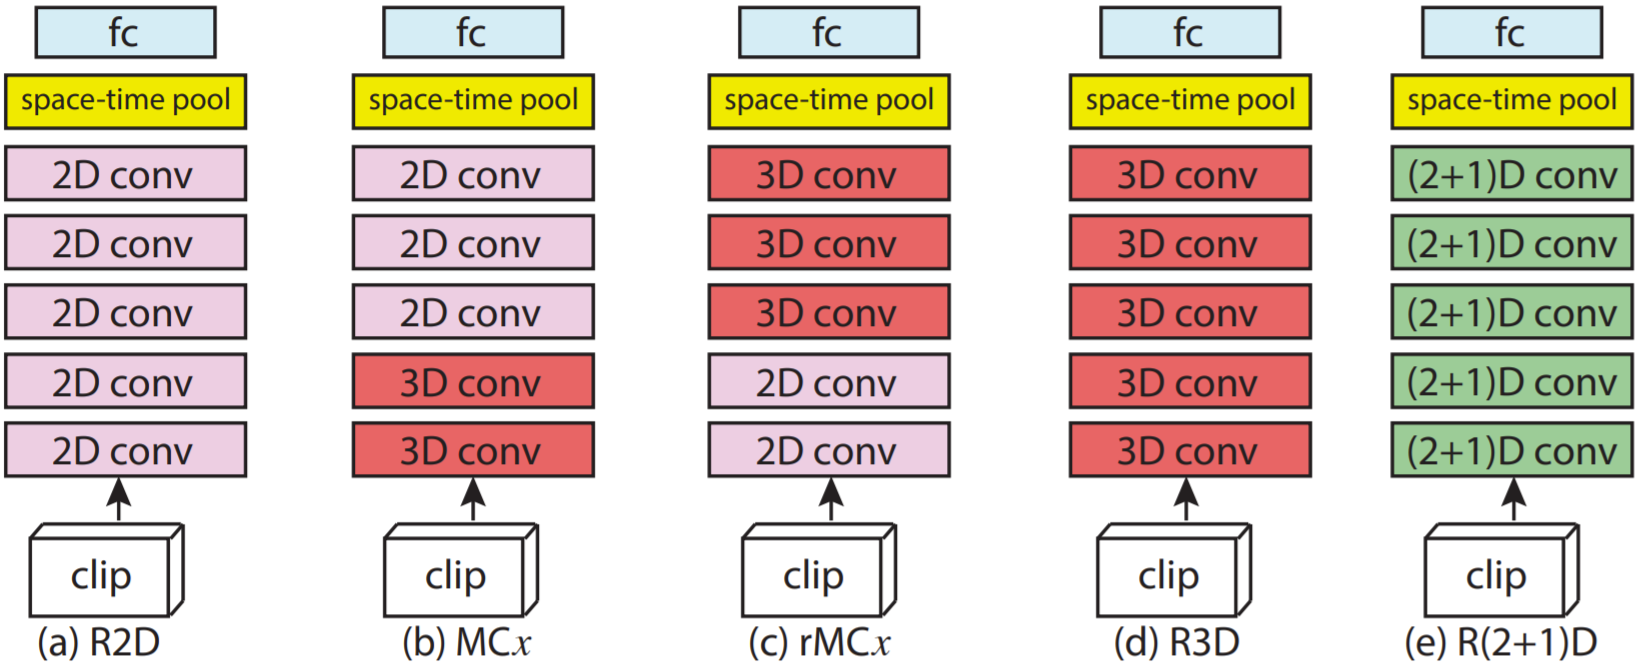 fc fc fc fc fc
space-time pool space-time pool space-time pool space-time pool space-time pool
2D conv 2D conv 3D conv 3D conv (2+1)D conv
2D conv 2D conv 3D conv 3D conv (2+1)D conv
2D conv 2D conv 3D conv 3D conv (2+1)D conv
2D conv 3D conv 2D conv 3D conv (2+1)D conv
2D conv 3D conv 2D conv 3D conv (2+1)D conv
clip clip clip clip clip
(a) R2D (b) MCx (c) rMCx (d) R3D (e) R(2+1)D